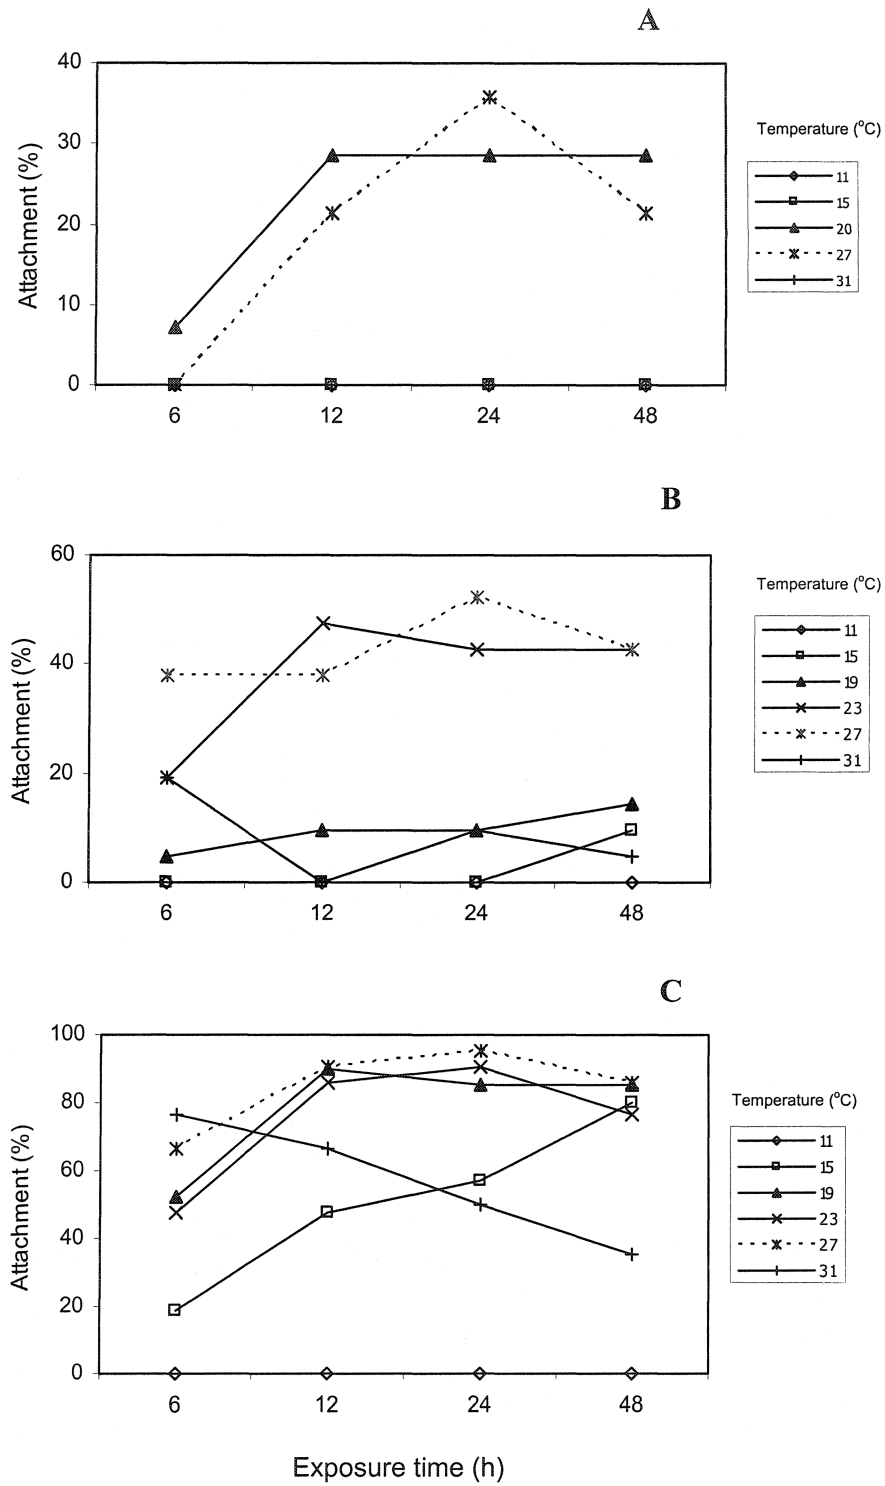 A
40
30
20
10
0
Attachment (%)
6 12 24 48
Temperature (°C)
11
15
20
27
31
B
60
40
20
0
Attachment (%)
6 12 24 48
Temperature (°C)
11
15
19
23
27
31
C
100
80
60
40
20
0
Attachment (%)
6 12 24 48
Temperature (°C)
11
15
19
23
27
31
Exposure time (h)